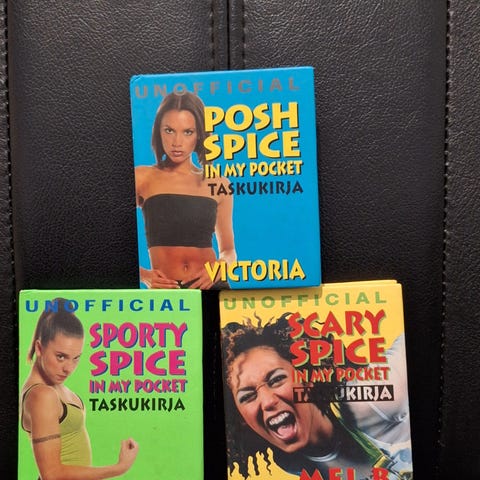 UNOFFICIAL
POSH
SPICE
IN MY POCKET
TASKUKIRJA
VICTORIA
UNOFFICIAL
SPORTY
SPICE
IN MY POCKET
TASKUKIRJA
UNOFFICIAL
SCARY
SPICE
IN MY POCKET
TASKUKIRJA
MEL B